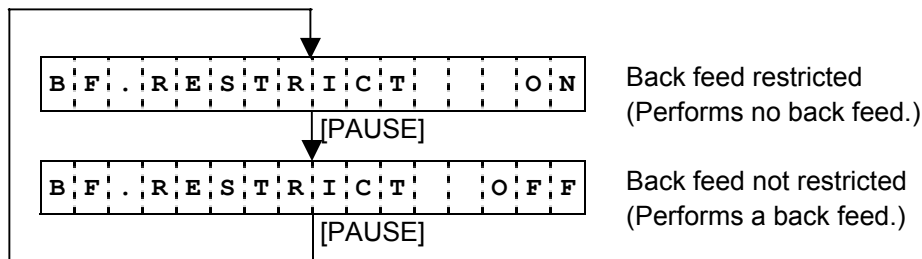 BF.RESTRICT   ON
Back feed restricted
(Performs no back feed.)
[PAUSE]
BF.RESTRICT  OFF
Back feed not restricted
(Performs a back feed.)
[PAUSE]